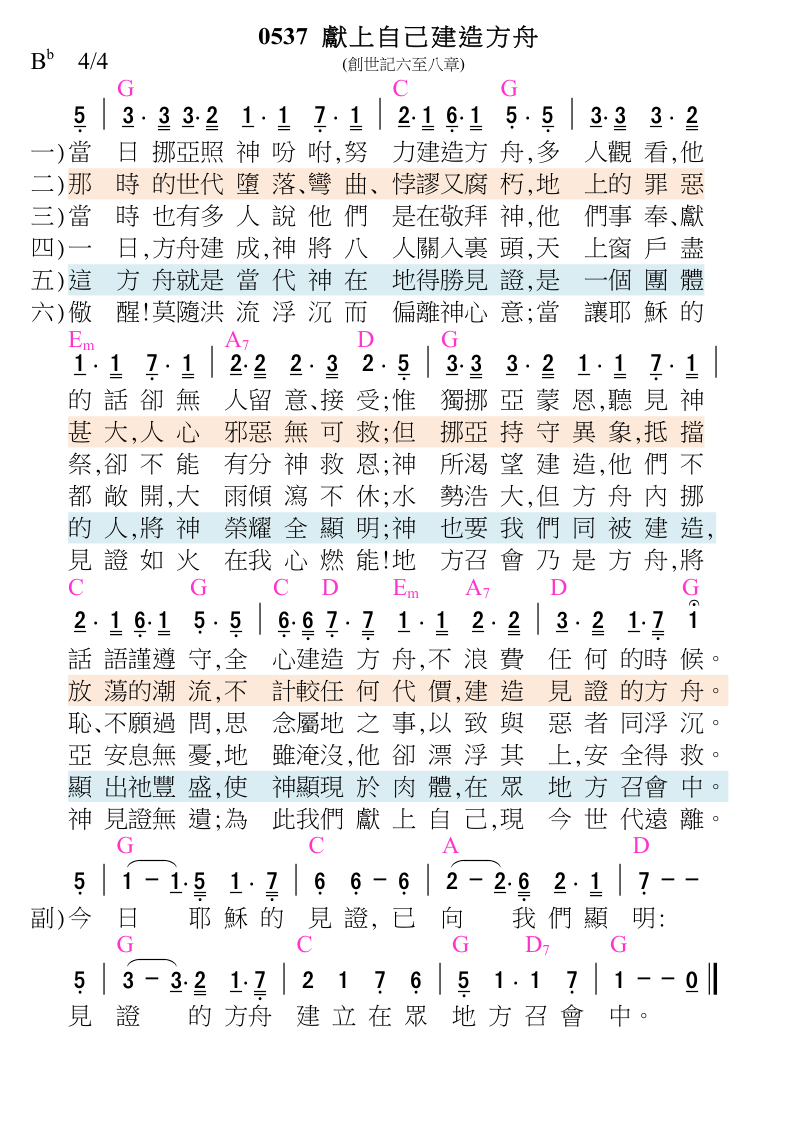 0537 獻上自己建造方舟
B♭ 4/4 (創世記六至八章)
G C G
5 | 3· 3 3·2 1· 1 7· 1 | 2·1 6·1 5· 5 | 3·3 3· 2
一)當 日 挪亞照 神 吩 咐,努 力建造方 舟,多 人觀 看,他
二)那 時 的世代 墮 落、彎 曲、悖謬又腐 朽,地 上的 罪 惡
三)當 時 也有多 人 說 他 們 是在敬拜 神,他 們事 奉、獻
四)一 日,方舟建 成,神 將 八 人關入裏 頭,天 上窗 戶 盡
五)這 方 舟就是 當 代 神 在 地得勝見 證,是 一個 團 體
六)儆 醒!莫隨洪 流 浮 沉 而 偏離神心 意;當 讓耶 穌 的
Em A7 D G
1· 1 7· 1 | 2·2 2· 3 2· 5 | 3·3 3· 2 1· 1 7· 1 |
的 話 卻 無 人留 意、接 受;惟 獨挪 亞 蒙 恩,聽 見 神
甚 大,人 心 邪惡 無 可 救;但 挪亞 持 守 異 象,抵 擋
祭,卻 不 能 有分 神 救 恩;神 所渴 望 建 造,他 們 不
都 敞 開,大 雨傾 瀉 不 休;水 勢浩 大,但 方 舟 內 挪
的 人,將 神 榮耀 全 顯 明;神 也要 我 們 同 被 建 造,
見 證 如 火 在我 心 燃 能!地 方召 會 乃 是 方 舟,將
C G C D Em A7 D G
2· 1 6·1 5· 5 | 6·6 7· 7 1· 1 2· 2 | 3· 2 1·7 1
話 語謹遵 守,全 心建造 方 舟,不 浪 費 任 何 的時 候。
放 蕩的潮 流,不 計較任 何 代 價,建 造 見 證 的方 舟。
恥、不願過 問,思 念屬地 之 事,以 致 與 惡 者 同浮 沉。
亞 安息無 憂,地 雖淹沒,他 卻 漂 浮 其 上,安 全得 救。
顯 出祂豐 盛,使 神顯現 於 肉 體,在 眾 地 方 召會 中。
神 見證無 遺;為 此我們 獻 上 自 己,現 今 世 代遠 離。
G C A D
5 | 1 - 1·5 1· 7 | 6 6 - 6 | 2 - 2·6 2· 1 | 7 - -
副)今 日 耶 穌 的 見 證, 已 向 我 們 顯 明:
G C G D7 G
5 | 3 - 3·2 1·7 | 2 1 7 6 | 5 1· 1 7 | 1 - - 0 ‖
見 證 的 方舟 建 立 在 眾 地 方 召 會 中。